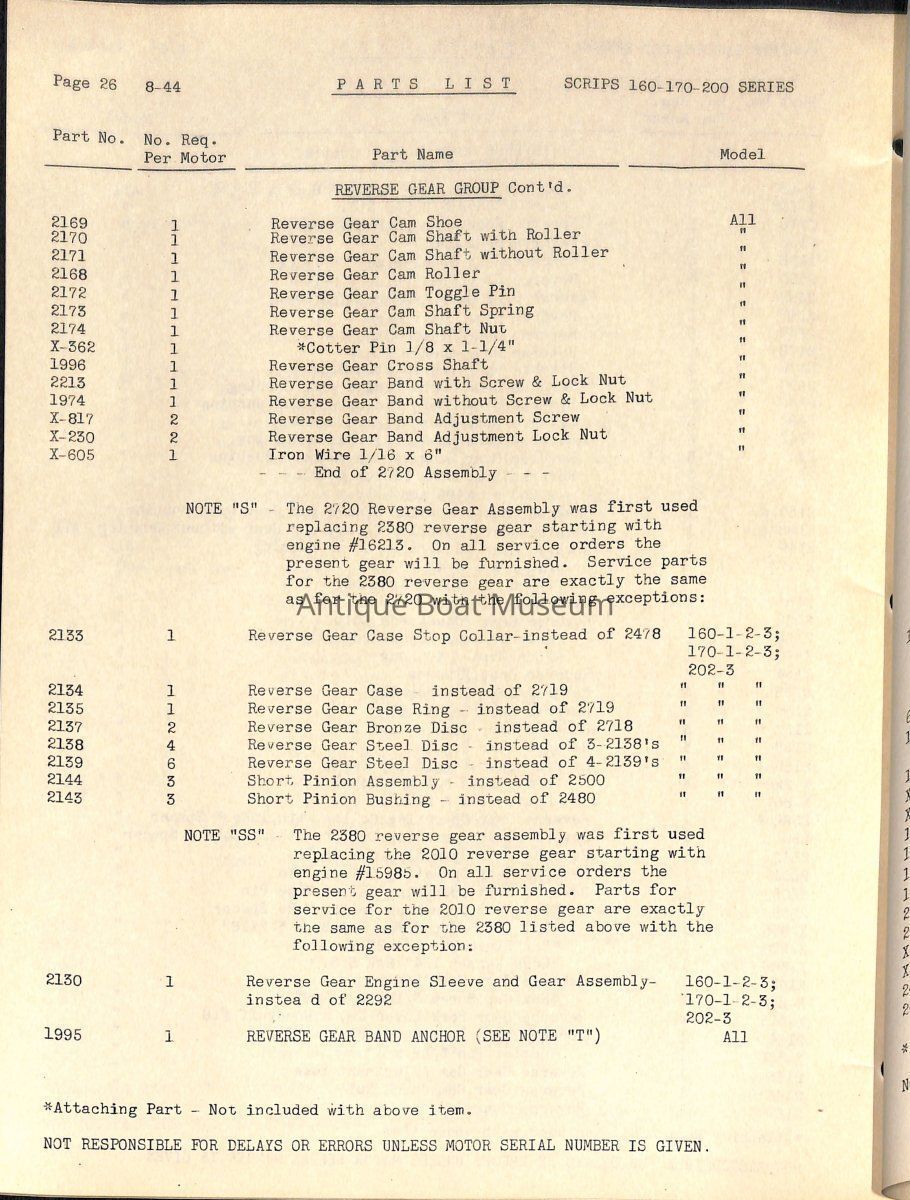 Page 26 8-44 PARTS LIST SCRIPS 160-170-200 SERIES
Part No. No. Req. Per Motor Part Name Model
REVERSE GEAR GROUP Cont'd.
2169 1 Reverse Gear Cam Shoe All
2170 1 Reverse Gear Cam Shaft with Roller "
2171 1 Reverse Gear Cam Shaft without Roller "
2168 1 Reverse Gear Cam Roller "
2172 1 Reverse Gear Cam Toggle Pin "
2173 1 Reverse Gear Cam Shaft Spring "
2174 1 Reverse Gear Cam Shaft Nut "
X-362 1 *Cotter Pin 1/8 x 1-1/4" "
1996 1 Reverse Gear Cross Shaft "
2213 1 Reverse Gear Band with Screw & Lock Nut "
1974 1 Reverse Gear Band without Screw & Lock Nut "
X-817 2 Reverse Gear Band Adjustment Screw "
X-230 2 Reverse Gear Band Adjustment Lock Nut "
X-605 1 Iron Wire 1/16 x 6" "
- - - End of 2720 Assembly - - -
NOTE "S" - The 2720 Reverse Gear Assembly was first used
replacing 2380 reverse gear starting with
engine #16213. On all service orders the
present gear will be furnished. Service parts
for the 2380 reverse gear are exactly the same
as for the 2720 with the following exceptions:
Antique Boat Museum
2133 1 Reverse Gear Case Stop Collar-instead of 2478 160-1-2-3;
170-1-2-3;
202-3
2134 1 Reverse Gear Case - instead of 2719 " " "
2135 1 Reverse Gear Case Ring - instead of 2719 " " "
2137 2 Reverse Gear Bronze Disc - instead of 2718 " " "
2138 4 Reverse Gear Steel Disc - instead of 3-2138's " " "
2139 6 Reverse Gear Steel Disc - instead of 4-2139's " " "
2144 3 Short Pinion Assembly - instead of 2500 " " "
2143 3 Short Pinion Bushing - instead of 2480 " " "
NOTE "SS" - The 2380 reverse gear assembly was first used
replacing the 2010 reverse gear starting with
engine #15985. On all service orders the
present gear will be furnished. Parts for
service for the 2010 reverse gear are exactly
the same as for the 2380 listed above with the
following exception:
2130 1 Reverse Gear Engine Sleeve and Gear Assembly- 160-1-2-3;
instea d of 2292 170-1-2-3;
202-3
1995 1 REVERSE GEAR BAND ANCHOR (SEE NOTE "T") All
*Attaching Part - Not included with above item.
NOT RESPONSIBLE FOR DELAYS OR ERRORS UNLESS MOTOR SERIAL NUMBER IS GIVEN.